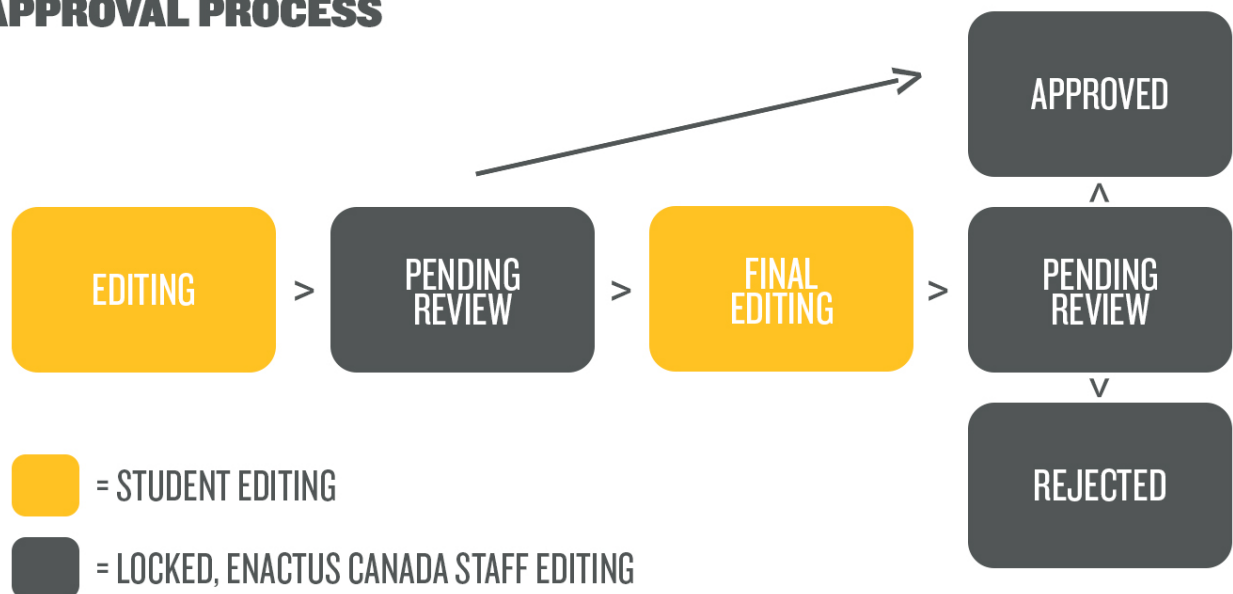 APPROVAL PROCESS
APPROVED
>
EDITING
>
PENDING
REVIEW
>
FINAL
EDITING
>
PENDING
REVIEW
>
REJECTED
= STUDENT EDITING
= LOCKED, ENACTUS CANADA STAFF EDITING